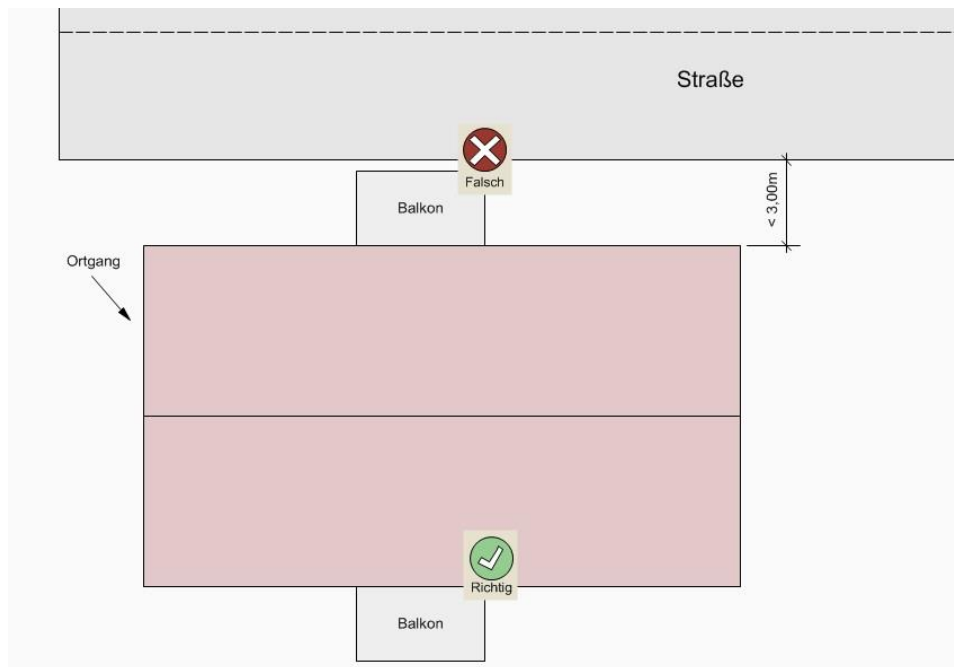 Straße
Falsch
Balkon
< 3,00m
Ortgang
Richtig
Balkon